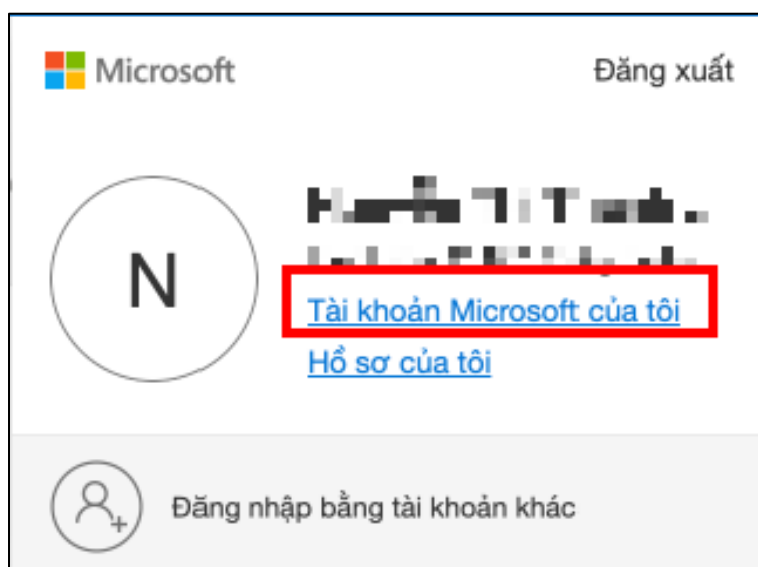 Microsoft
Đăng xuất
N
Tài khoản Microsoft của tôi
Hồ sơ của tôi
Đăng nhập bằng tài khoản khác